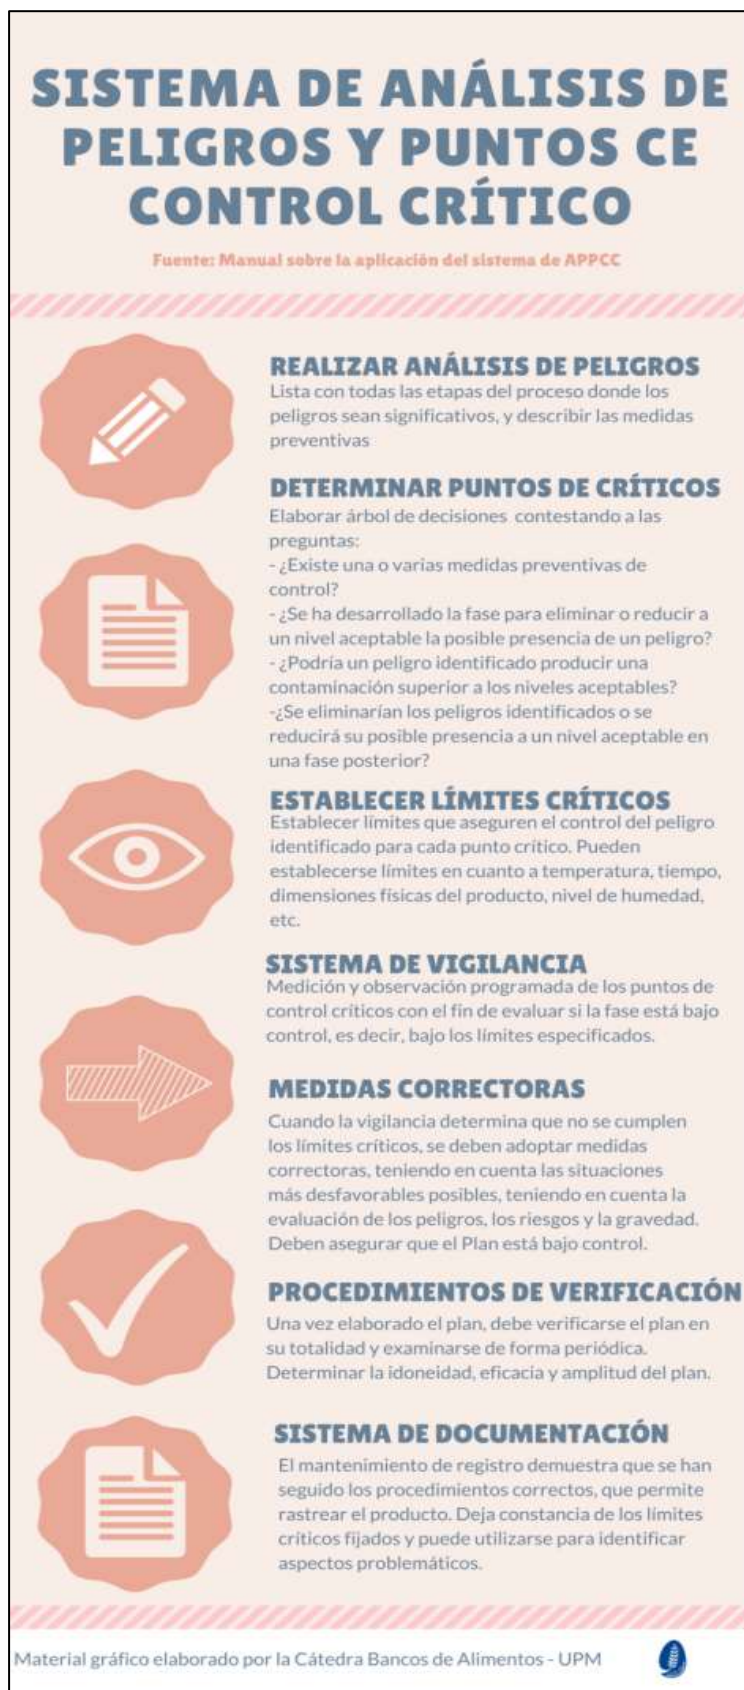 SISTEMA DE ANÁLISIS DE
PELIGROS Y PUNTOS CE
CONTROL CRÍTICO
Fuente: Manual sobre la aplicación del sistema de APPCC
REALIZAR ANÁLISIS DE PELIGROS
Lista con todas las etapas del proceso donde los
peligros sean significativos, y describir las medidas
preventivas
DETERMINAR PUNTOS DE CRÍTICOS
Elaborar árbol de decisiones contestando a las
preguntas:
- ¿Existe una o varias medidas preventivas de
control?
- ¿Se ha desarrollado la fase para eliminar o reducir a
un nivel aceptable la posible presencia de un peligro?
- ¿Podría un peligro identificado producir una
contaminación superior a los niveles aceptables?
-¿Se eliminarían los peligros identificados o se
reducirá su posible presencia a un nivel aceptable en
una fase posterior?
ESTABLECER LÍMITES CRÍTICOS
Establecer límites que aseguren el control del peligro
identificado para cada punto crítico. Pueden
establecerse límites en cuanto a temperatura, tiempo,
dimensiones físicas del producto, nivel de humedad,
etc.
SISTEMA DE VIGILANCIA
Medición y observación programada de los puntos de
control críticos con el fin de evaluar si la fase está bajo
control, es decir, bajo los límites especificados.
MEDIDAS CORRECTORAS
Cuando la vigilancia determina que no se cumplen
los límites críticos, se deben adoptar medidas
correctoras, teniendo en cuenta las situaciones
más desfavorables posibles, teniendo en cuenta la
evaluación de los peligros, los riesgos y la gravedad.
Deben asegurar que el Plan está bajo control.
PROCEDIMIENTOS DE VERIFICACIÓN
Una vez elaborado el plan, debe verificarse el plan en
su totalidad y examinarse de forma periódica.
Determinar la idoneidad, eficacia y amplitud del plan.
SISTEMA DE DOCUMENTACIÓN
El mantenimiento de registro demuestra que se han
seguido los procedimientos correctos, que permite
rastrear el producto. Deja constancia de los límites
críticos fijados y puede utilizarse para identificar
aspectos problemáticos.
Material gráfico elaborado por la Cátedra Bancos de Alimentos - UPM